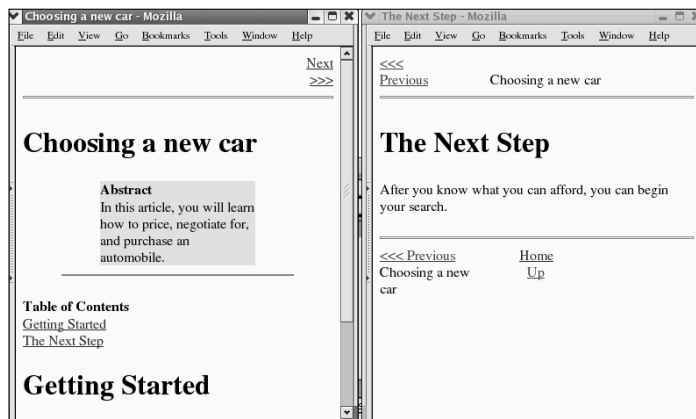 Choosing a new car - Mozilla
File Edit View Go Bookmarks Tools Window Help
Next
>>>
Choosing a new car
Abstract
In this article, you will learn
how to price, negotiate for,
and purchase an
automobile.
Table of Contents
Getting Started
The Next Step
Getting Started
The Next Step - Mozilla
File Edit View Go Bookmarks Tools Window Help
<<<
Previous Choosing a new car
The Next Step
After you know what you can afford, you can begin
your search.
<<< Previous Home
Choosing a new Up
car